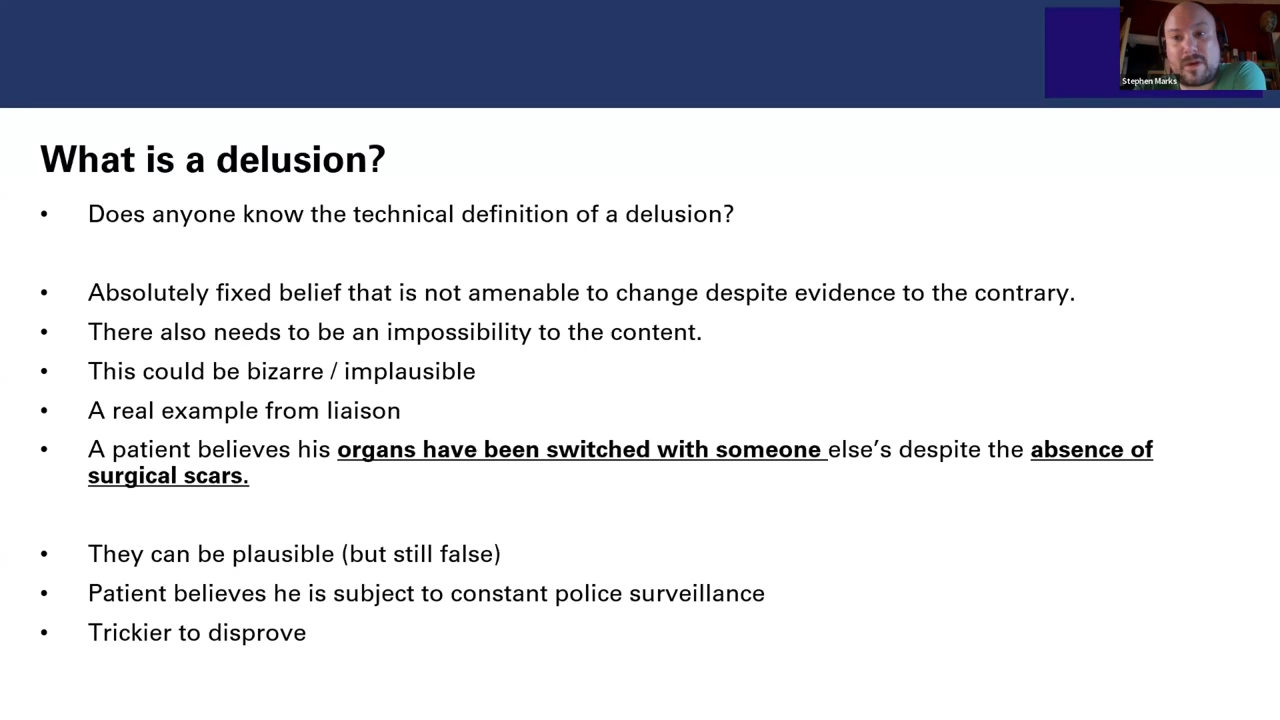 Stephen Marks
What is a delusion?
• Does anyone know the technical definition of a delusion?
• Absolutely fixed belief that is not amenable to change despite evidence to the contrary.
• There also needs to be an impossibility to the content.
• This could be bizarre / implausible
• A real example from liaison
• A patient believes his organs have been switched with someone else’s despite the absence of
surgical scars.
• They can be plausible (but still false)
• Patient believes he is subject to constant police surveillance
• Trickier to disprove